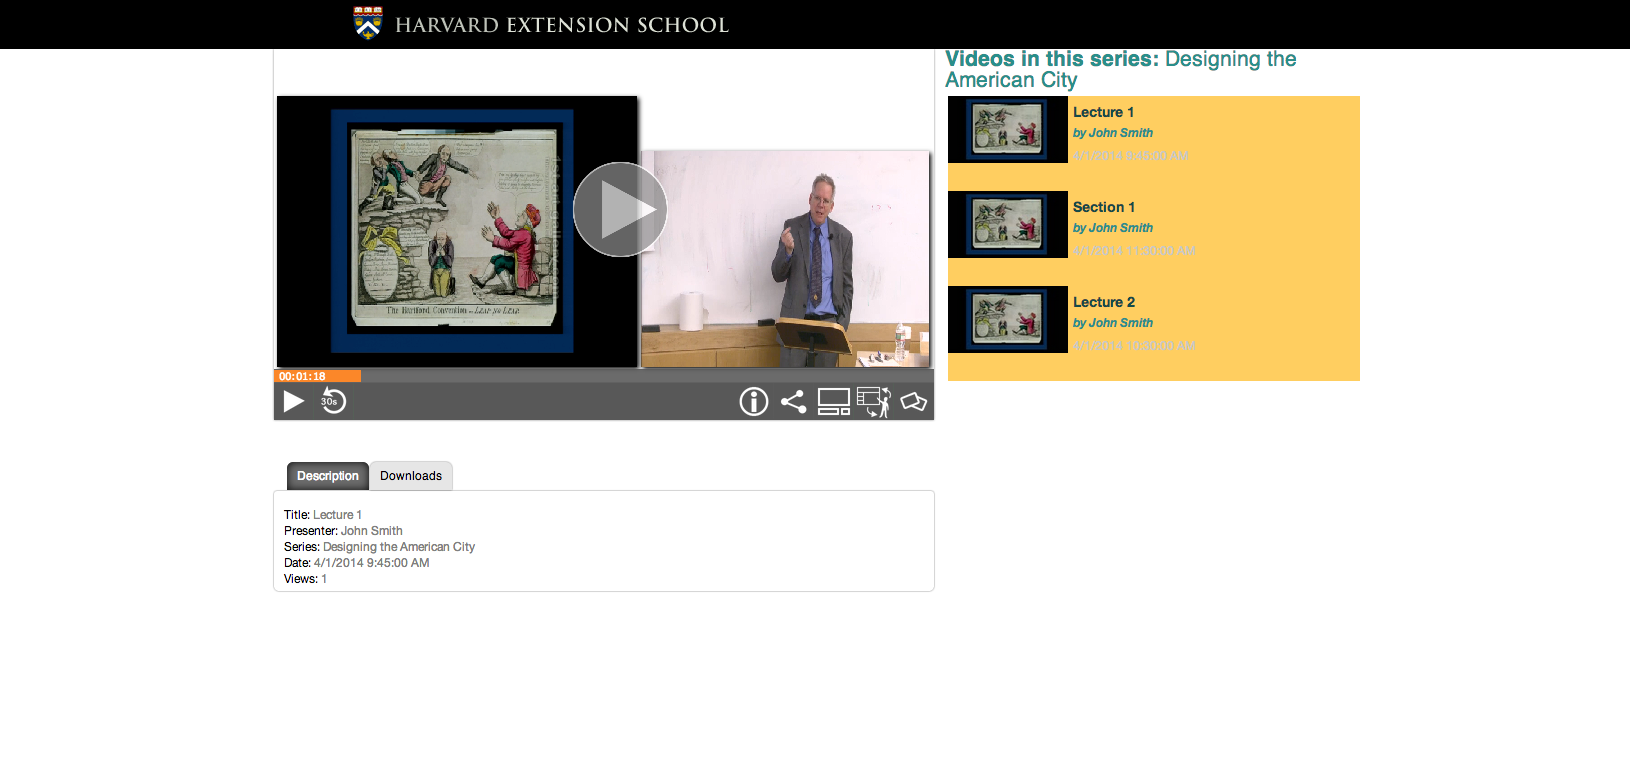 HARVARD EXTENSION SCHOOL
Videos in this series: Designing the
American City
Lecture 1
by John Smith
4/1/2014 9:45:00 AM
Section 1
by John Smith
4/1/2014 11:30:00 AM
Lecture 2
by John Smith
4/1/2014 10:30:00 AM
The Hartford Convention or LEAP NO LEAP.
00:01:18
30s
Description
Downloads
Title: Lecture 1
Presenter: John Smith
Series: Designing the American City
Date: 4/1/2014 9:45:00 AM
Views: 1